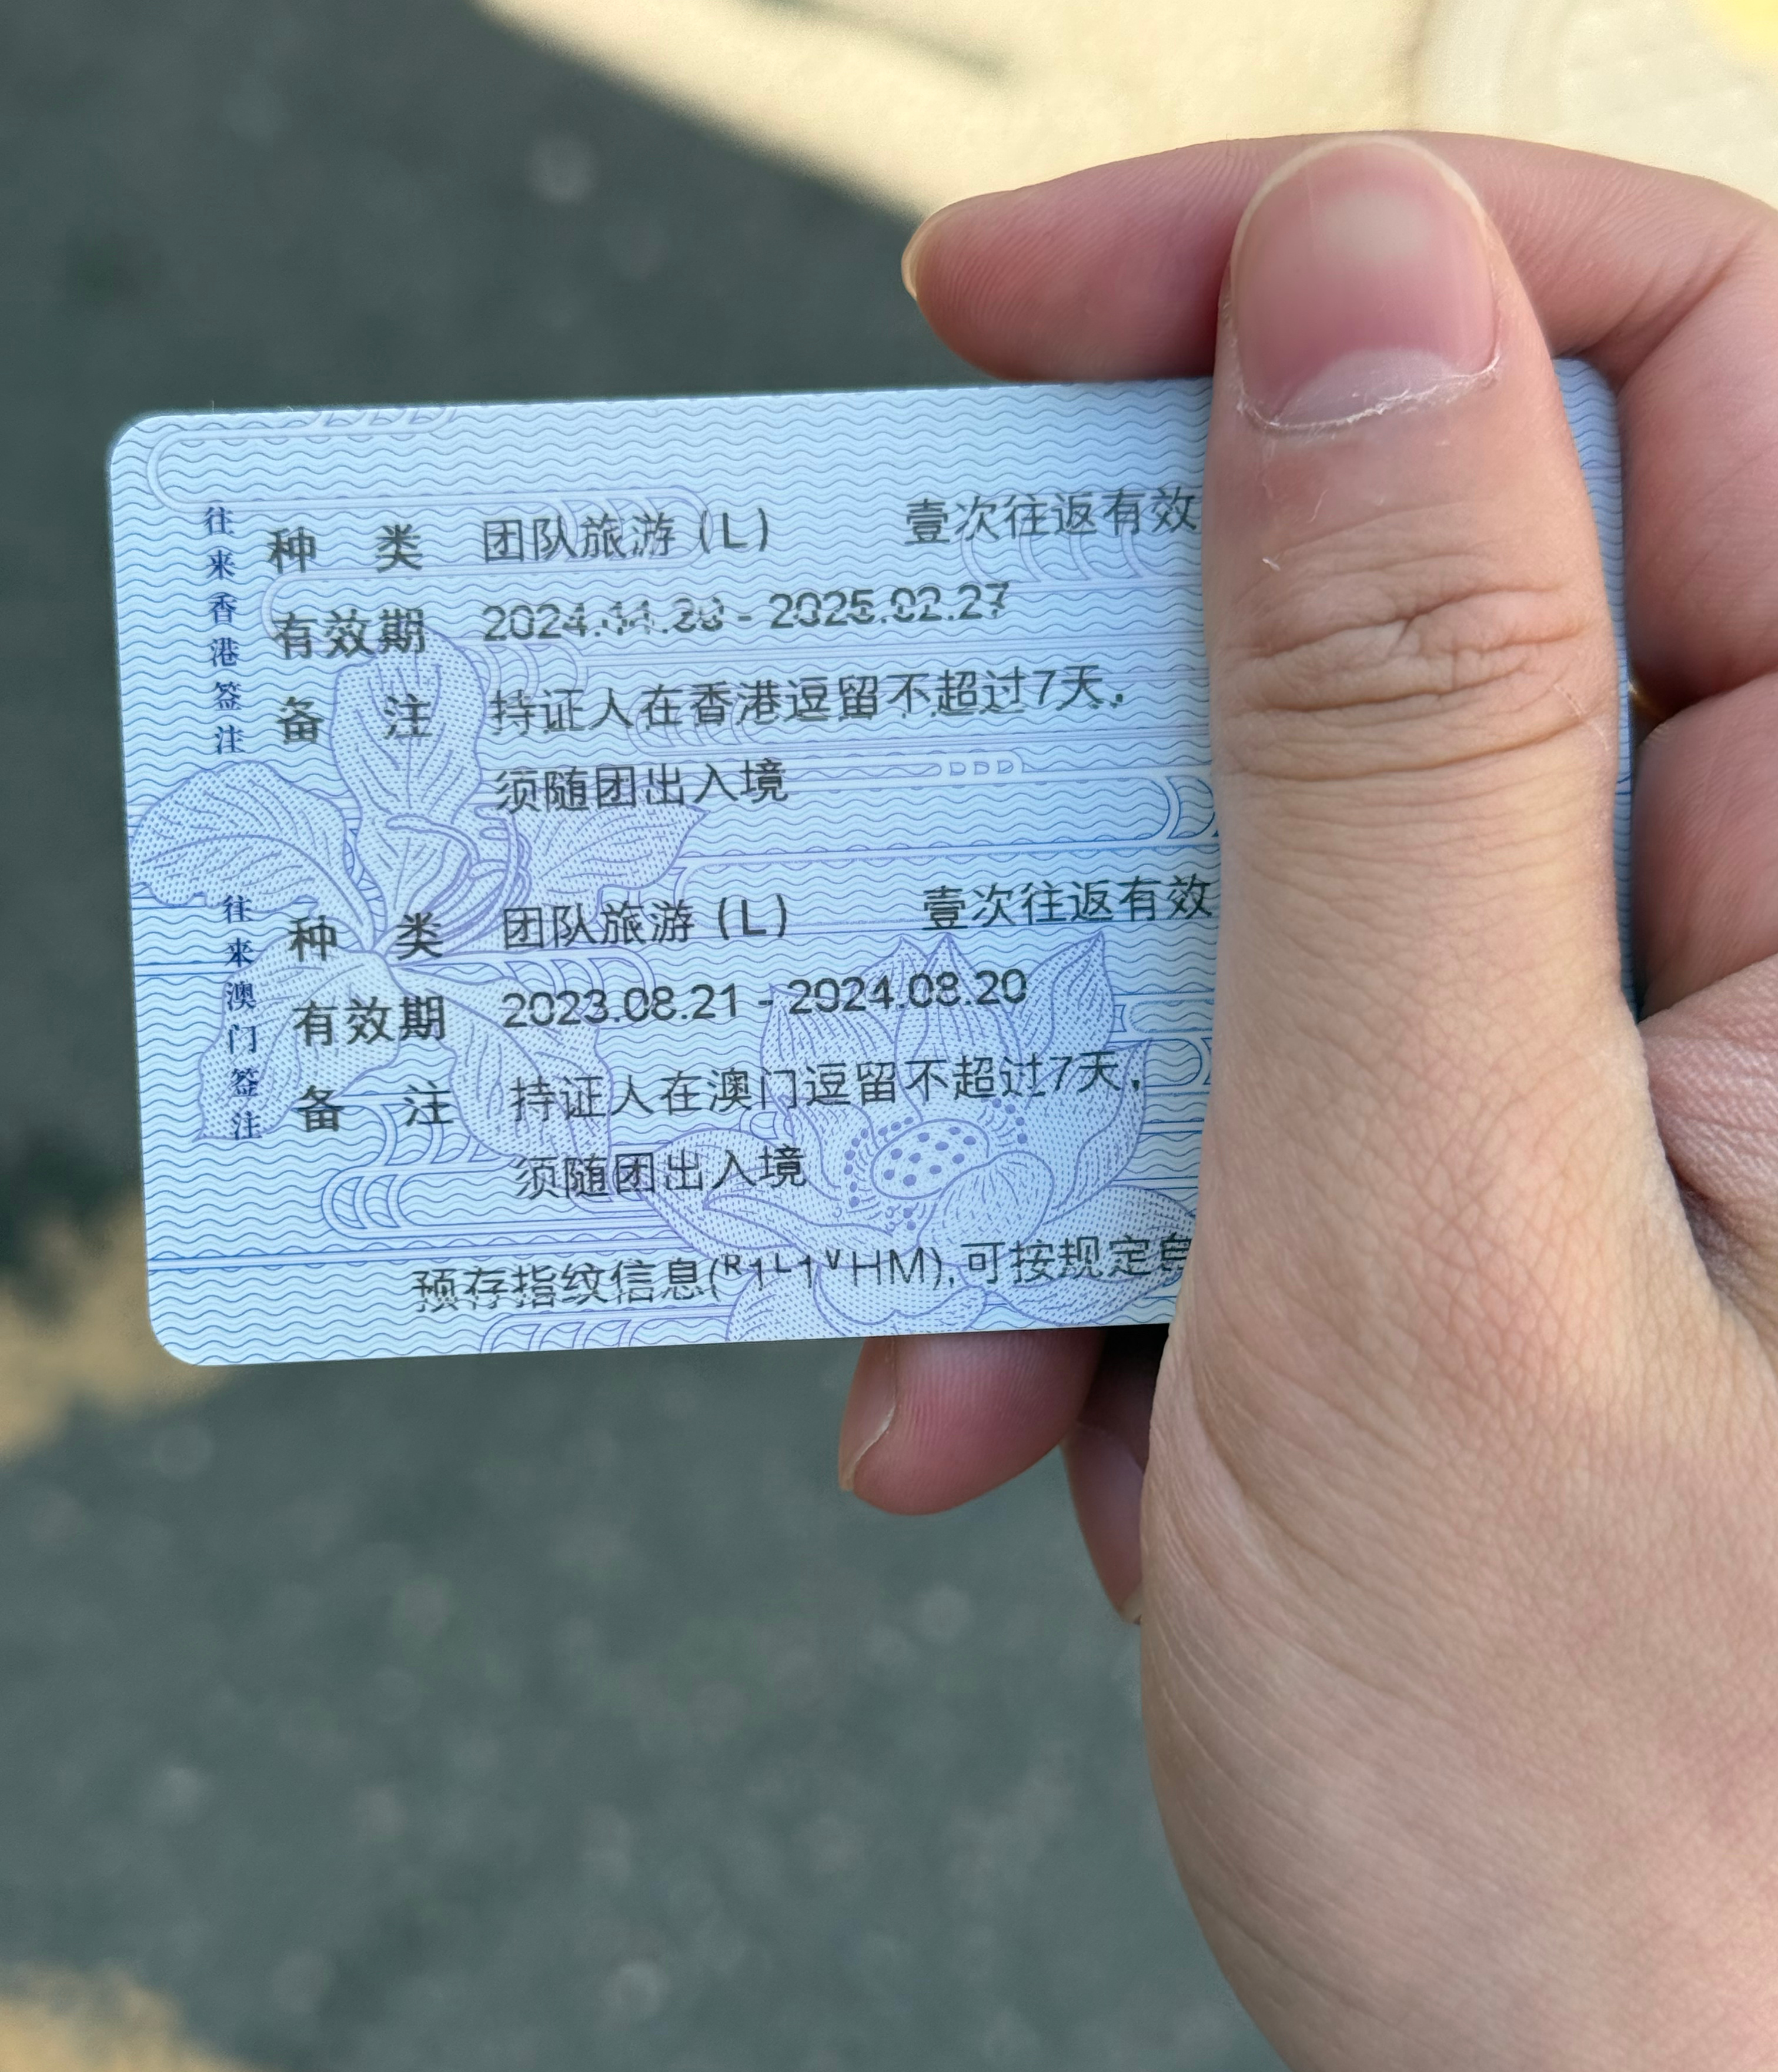 往来香港签注
种 类 团队旅游 (L) 壹次往返有效
有效期 2024.11.28 - 2025.02.27
备 注 持证人在香港逗留不超过7天,
须随团出入境
往来澳门签注
种 类 团队旅游 (L) 壹次往返有效
有效期 2023.08.21 - 2024.08.20
备 注 持证人在澳门逗留不超过7天,
须随团出入境
预存指纹信息(R1L1VHM),可按规定